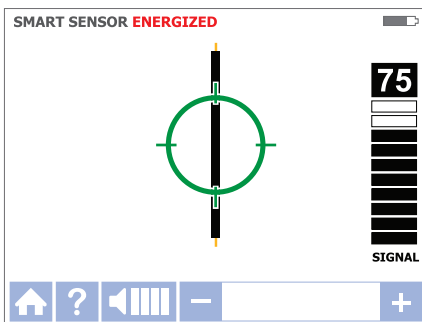 SMART SENSOR ENERGIZED
75
SIGNAL
?
− +